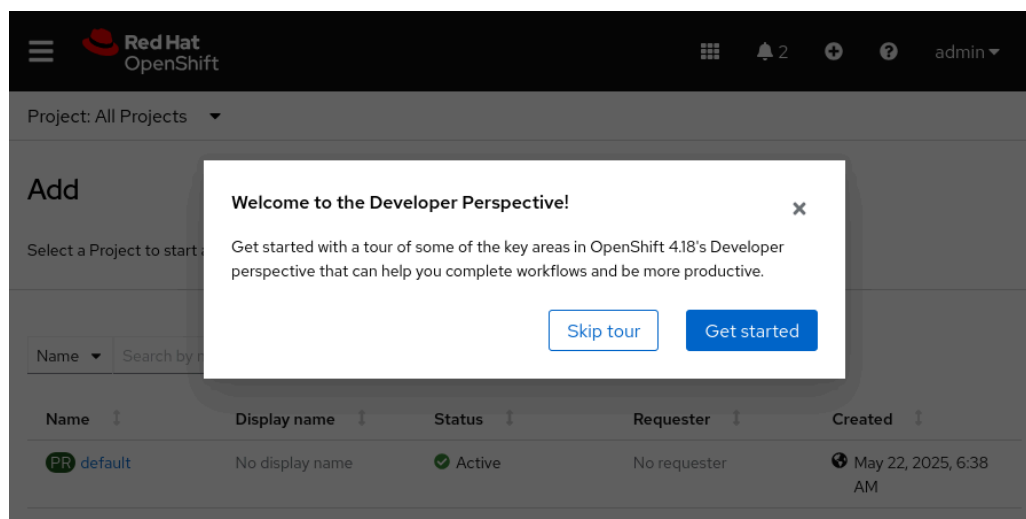 Red Hat
OpenShift
2
admin
Project: All Projects
Add
Select a Project to start
Welcome to the Developer Perspective!
Get started with a tour of some of the key areas in OpenShift 4.18's Developer
perspective that can help you complete workflows and be more productive.
Skip tour
Get started
Name
Search by
Name
Display name
Status
Requester
Created
PR default
No display name
Active
No requester
May 22, 2025, 6:38
AM